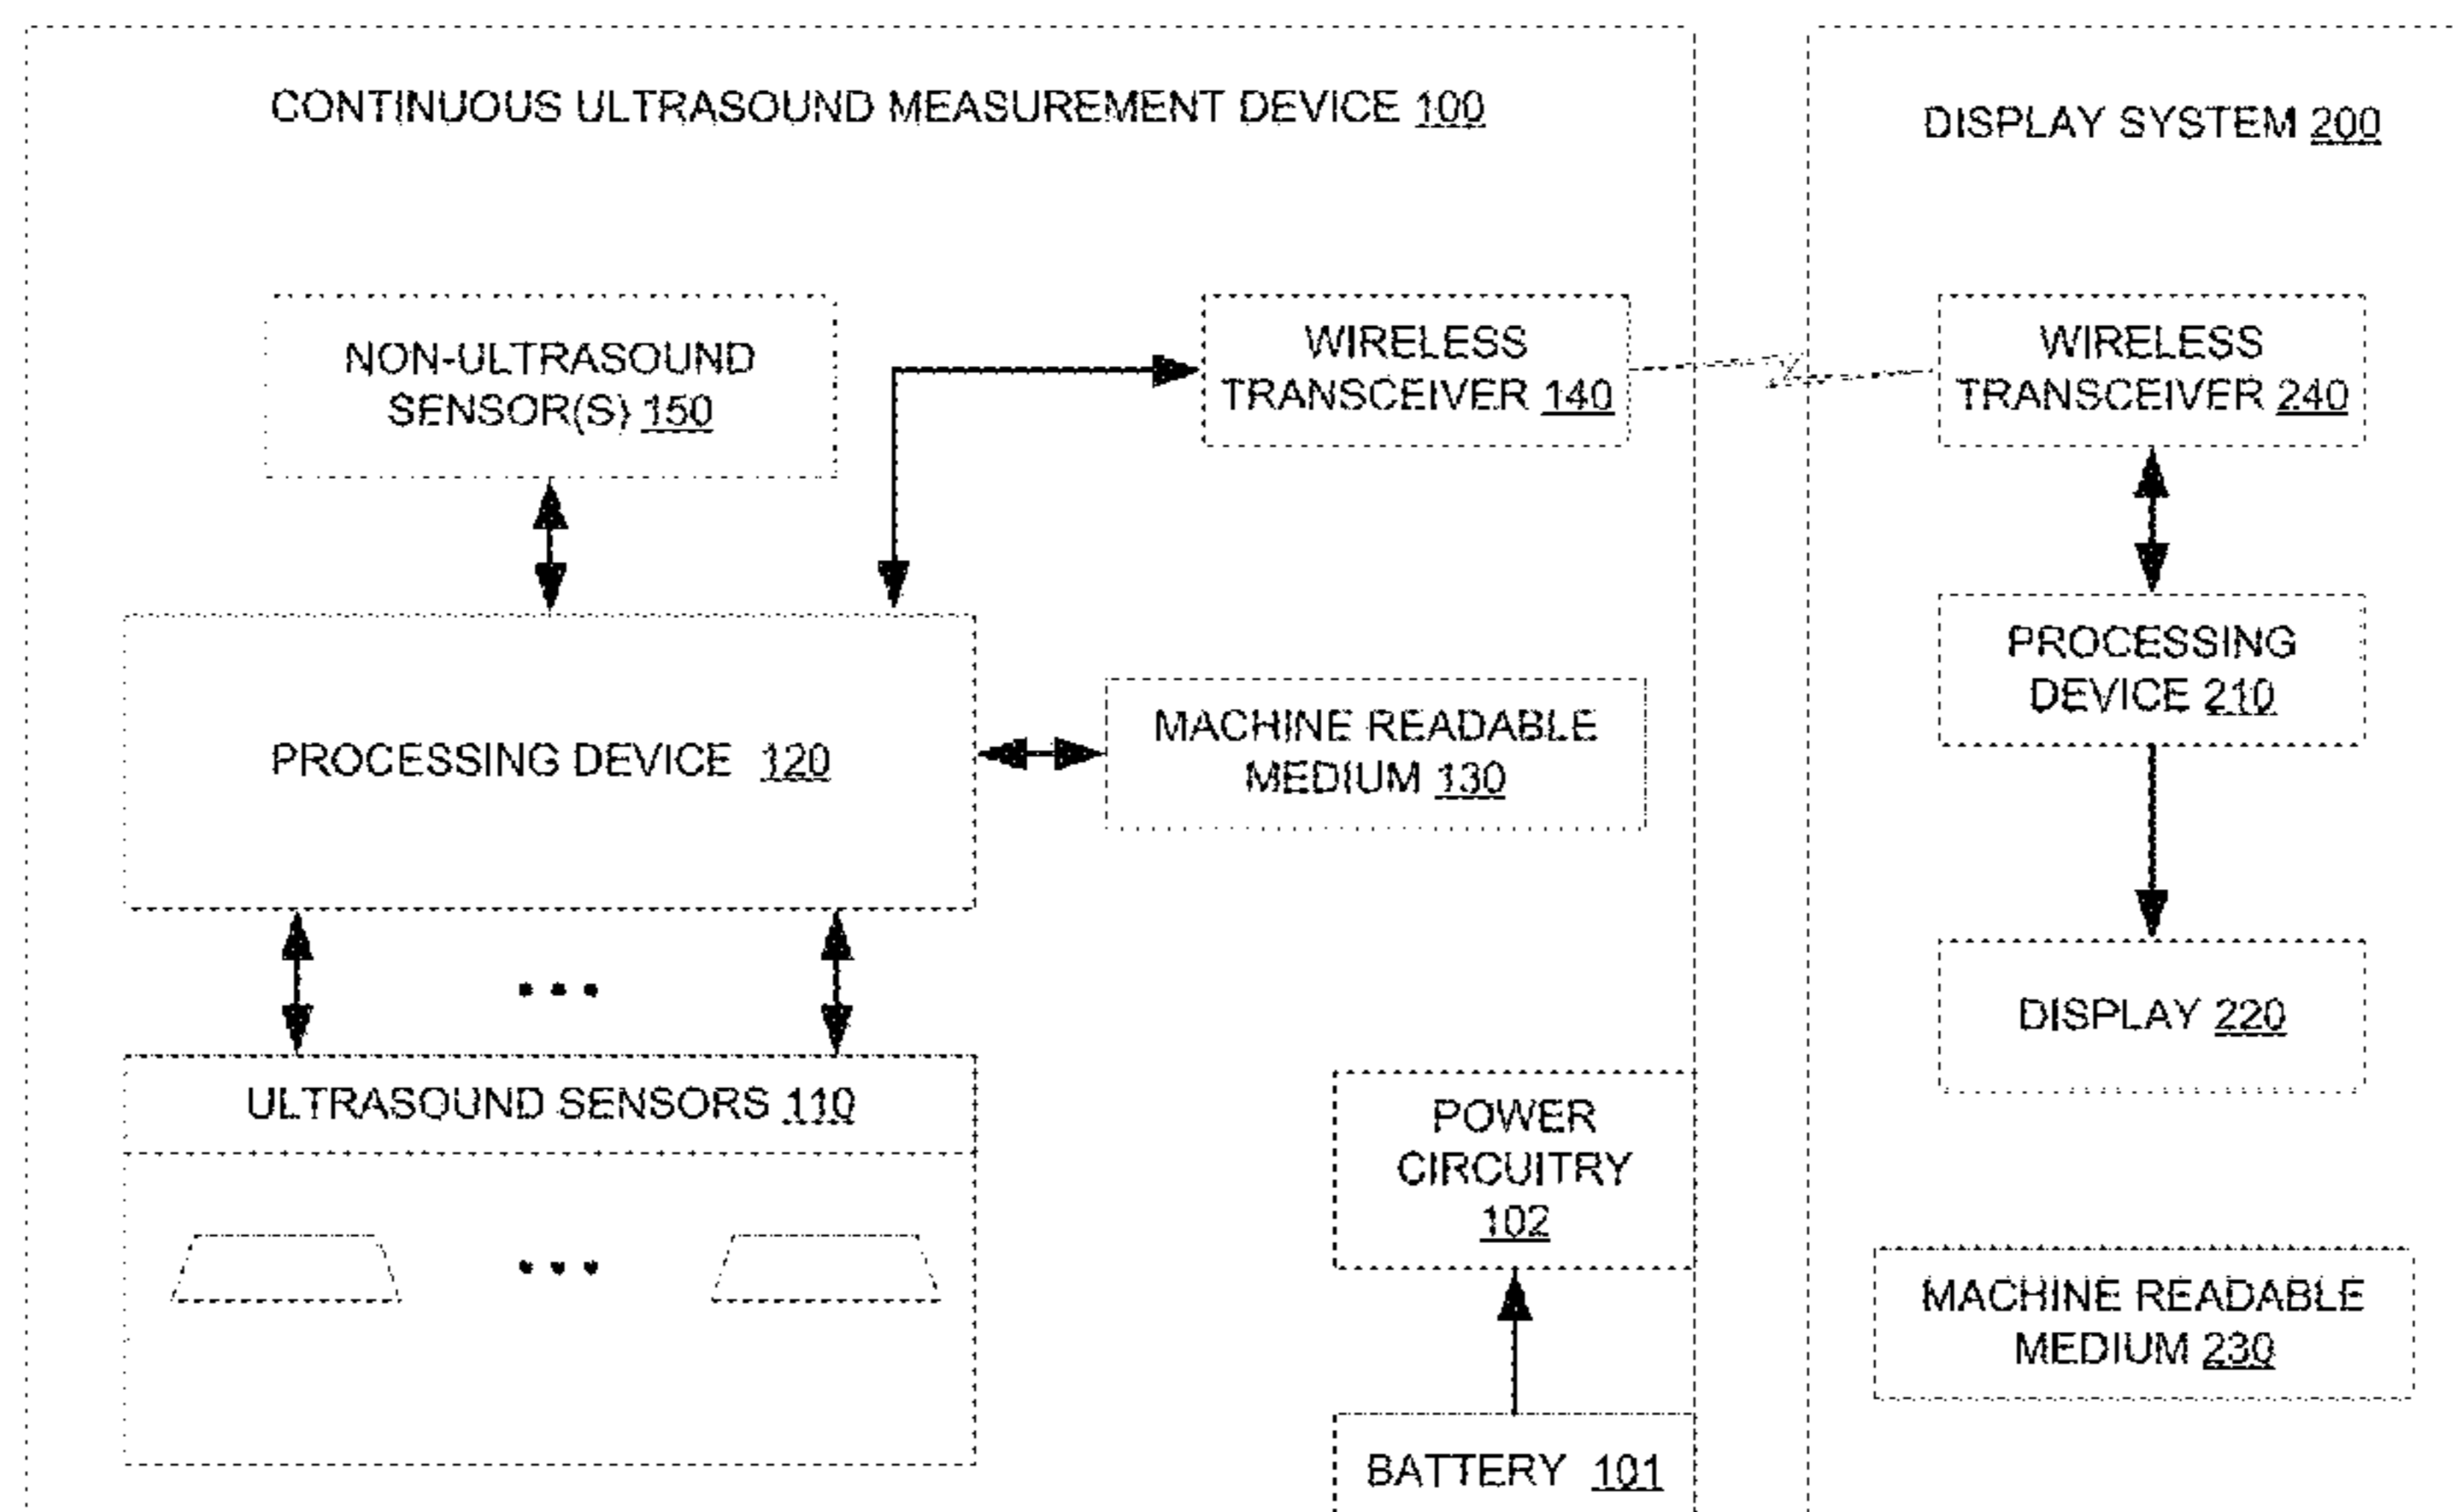 CONTINUOUS ULTRASOUND MEASUREMENT DEVICE 100
DISPLAY SYSTEM 200
NON-ULTRASOUND
SENSOR(S) 150
WIRELESS
TRANSCEIVER 140
WIRELESS
TRANSCEIVER 240
PROCESSING DEVICE 120
MACHINE READABLE
MEDIUM 130
PROCESSING
DEVICE 210
ULTRASOUND SENSORS 110
POWER
CIRCUITRY
102
BATTERY 101
DISPLAY 220
MACHINE READABLE
MEDIUM 230